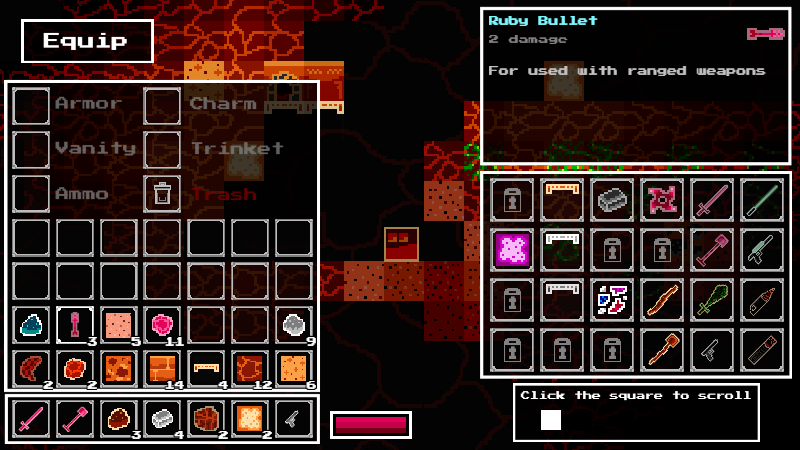 Equip
Armor
Charm
Vanity
Trinket
Ammo
Trash
3
5
11
9
2
2
14
4
12
6
3
4
2
2
Ruby Bullet
2 damage
For used with ranged weapons
Click the square to scroll